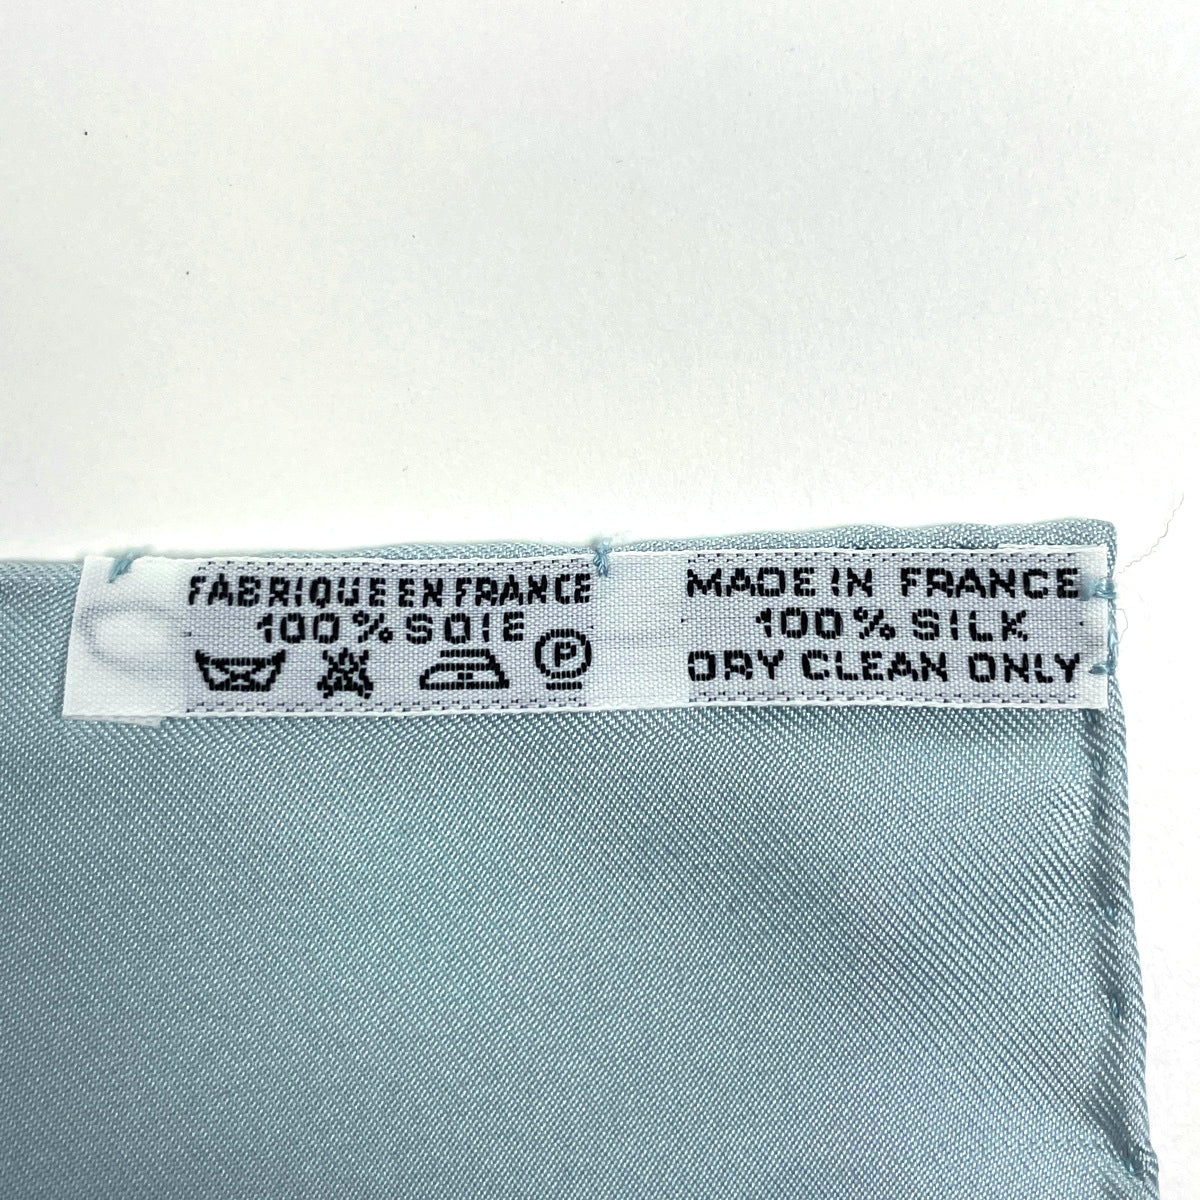 FABRIQUE EN FRANCE
100% SOIE
P
MADE IN FRANCE
100% SILK
DRY CLEAN ONLY